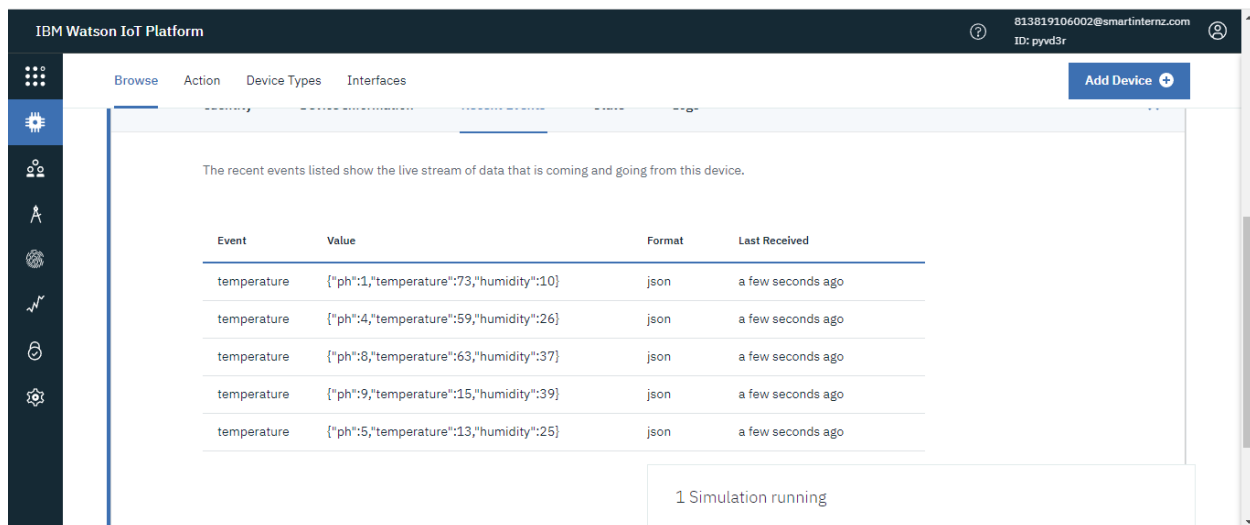 IBM Watson IoT Platform
813819106002@smartinternz.com
ID: pyvd3r
Browse Action Device Types Interfaces
Add Device
Identity Device Information Recent Events State Logs
The recent events listed show the live stream of data that is coming and going from this device.
Event Value Format Last Received
temperature {"ph":1,"temperature":73,"humidity":10} json a few seconds ago
temperature {"ph":4,"temperature":59,"humidity":26} json a few seconds ago
temperature {"ph":8,"temperature":63,"humidity":37} json a few seconds ago
temperature {"ph":9,"temperature":15,"humidity":39} json a few seconds ago
temperature {"ph":5,"temperature":13,"humidity":25} json a few seconds ago
1 Simulation running